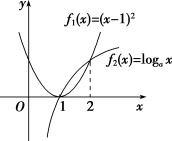 y
f₁(x)=(x−1)²
f₂(x)=logₐ x
O
1
2
x